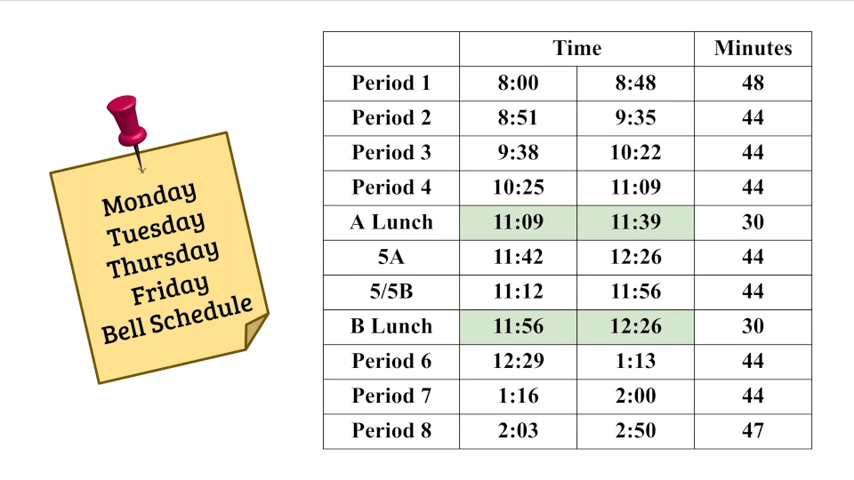 Monday
Tuesday
Thursday
Friday
Bell Schedule
Time Minutes
Period 1 8:00 8:48 48
Period 2 8:51 9:35 44
Period 3 9:38 10:22 44
Period 4 10:25 11:09 44
A Lunch 11:09 11:39 30
5A 11:42 12:26 44
5/5B 11:12 11:56 44
B Lunch 11:56 12:26 30
Period 6 12:29 1:13 44
Period 7 1:16 2:00 44
Period 8 2:03 2:50 47